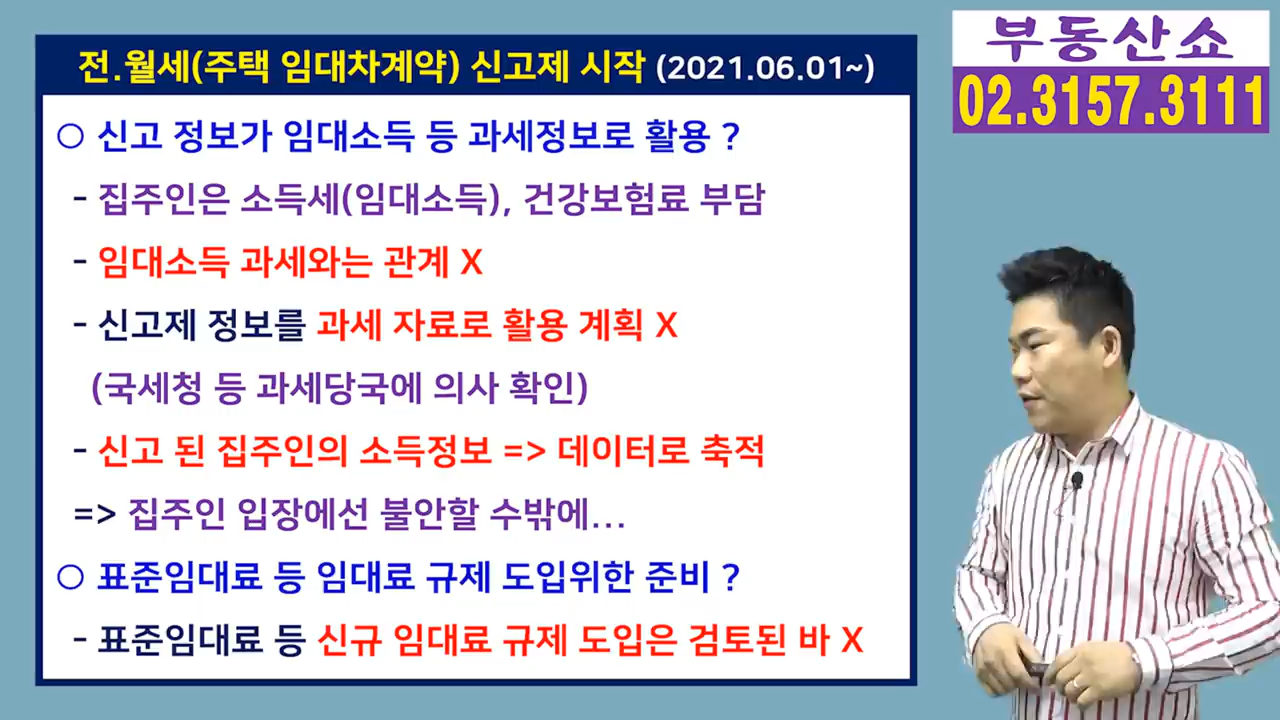 전.월세(주택 임대차계약) 신고제 시작 (2021.06.01~)
부동산쇼
02.3157.3111
○ 신고 정보가 임대소득 등 과세정보로 활용 ?
- 집주인은 소득세(임대소득), 건강보험료 부담
- 임대소득 과세와는 관계 X
- 신고제 정보를 과세 자료로 활용 계획 X
(국세청 등 과세당국에 의사 확인)
- 신고 된 집주인의 소득정보 => 데이터로 축적
=> 집주인 입장에선 불안할 수밖에...
○ 표준임대료 등 임대료 규제 도입위한 준비 ?
- 표준임대료 등 신규 임대료 규제 도입은 검토된 바 X